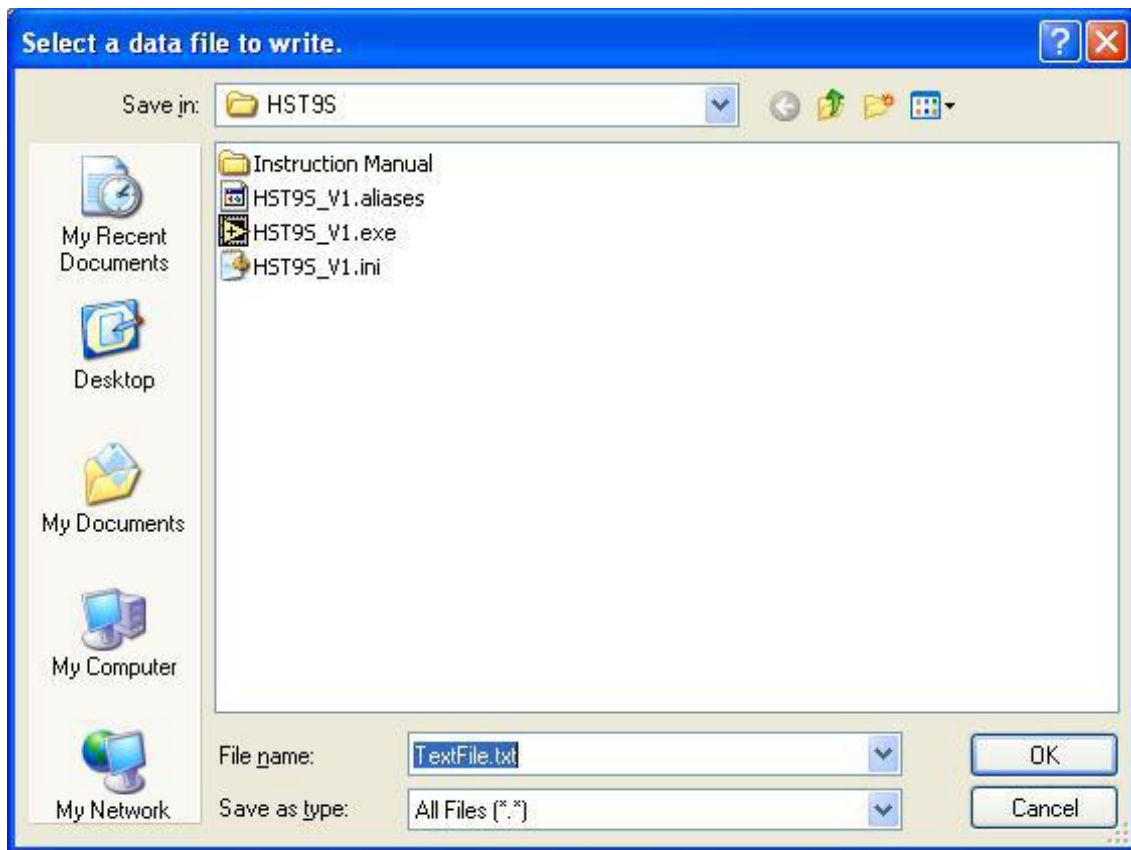 Select a data file to write.
Save in: HST9S
My Recent
Documents
Desktop
My Documents
My Computer
My Network
Instruction Manual
HST9S_V1.aliases
HST9S_V1.exe
HST9S_V1.ini
File name: TextFile.txt OK
Save as type: All Files (*.*) Cancel